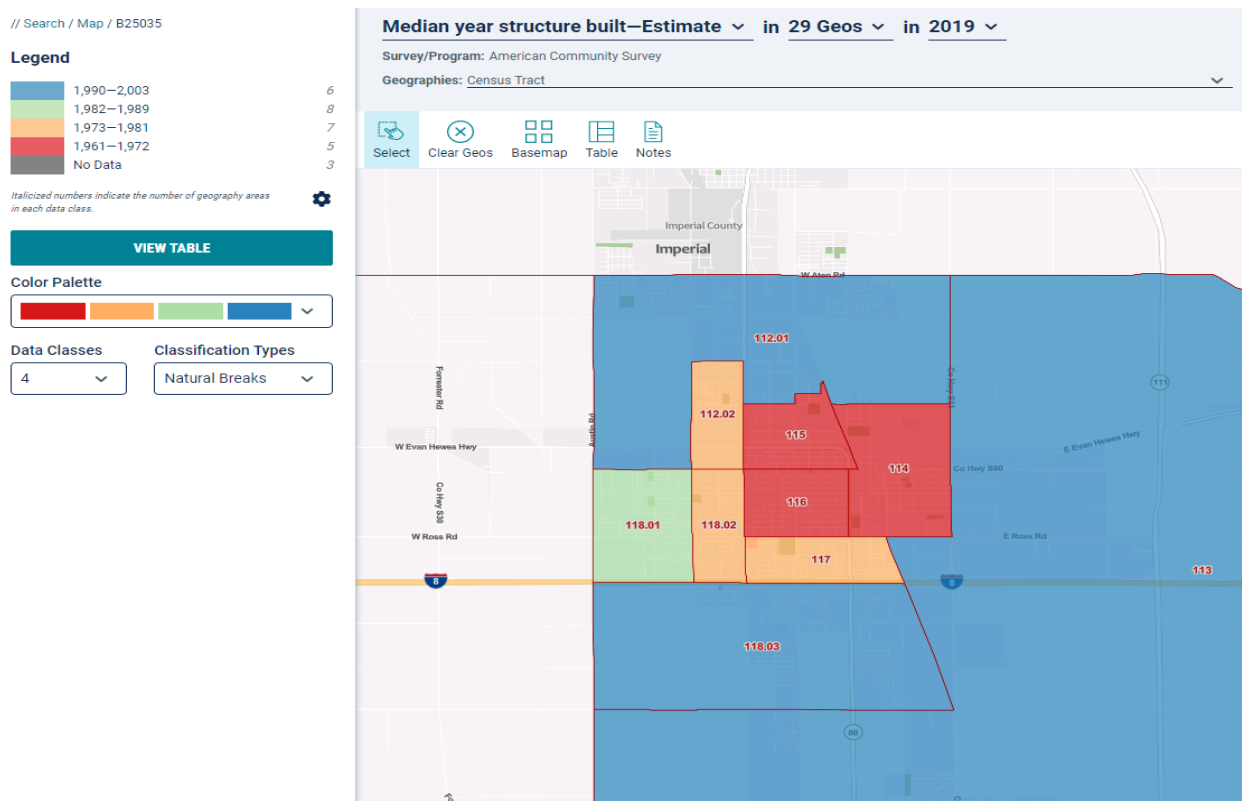 // Search / Map / B25035
Legend
1,990—2,003 6
1,982—1,989 8
1,973—1,981 7
1,961—1,972 5
No Data 3
Italicized numbers indicate the number of geography areas
in each data class.
VIEW TABLE
Color Palette
Data Classes Classification Types
4 Natural Breaks
Median year structure built—Estimate in 29 Geos in 2019
Survey/Program: American Community Survey
Geographies: Census Tract
Select Clear Geos Basemap Table Notes
Imperial County
Imperial
W Aten Rd
112.01
Forrester Rd
Co Hwy S31
111
112.02
Austin Rd
115
W Evan Hewes Hwy
E Evan Hewes Hwy
114
Co Hwy S80
Co Hwy S30
116
118.01
118.02
W Ross Rd
E Ross Rd
117
113
8
8
118.03
86